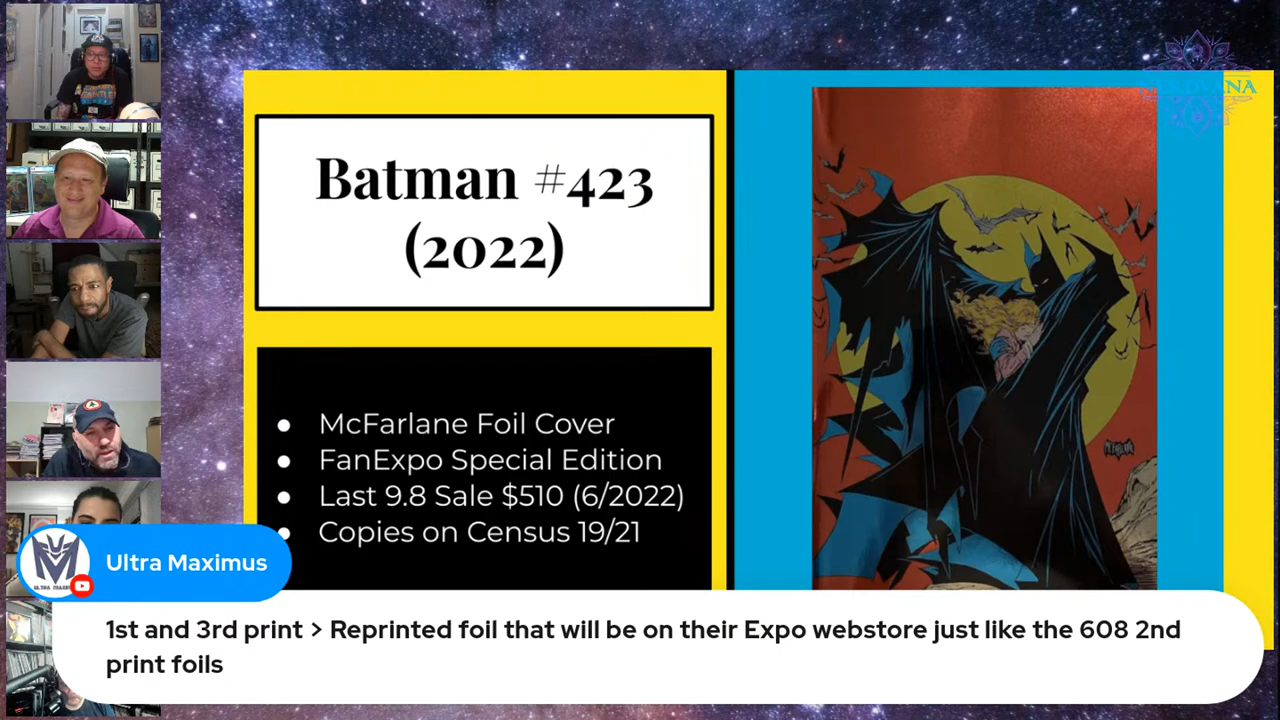 NERDVANA
Batman #423
(2022)
McFarlane Foil Cover
FanExpo Special Edition
Last 9.8 Sale $510 (6/2022)
Copies on Census 19/21
Ultra Maximus
1st and 3rd print > Reprinted foil that will be on their Expo webstore just like the 608 2nd
print foils